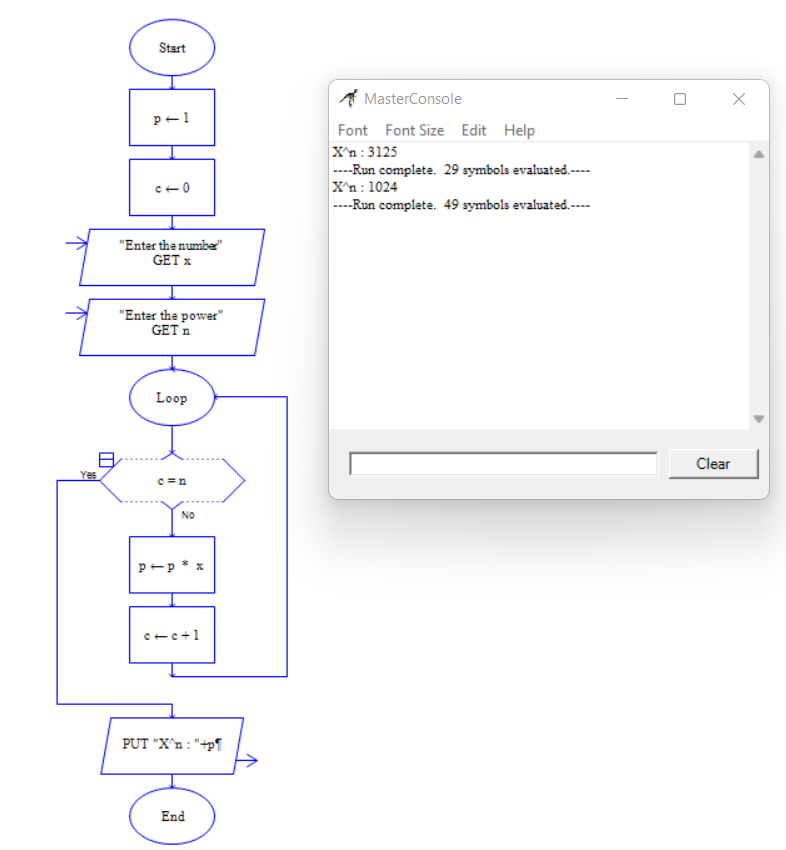 Start
p ← 1
c ← 0
"Enter the number"
GET x
"Enter the power"
GET n
Loop
Yes
c = n
No
p ← p * x
c ← c + 1
PUT "X^n : "+p¶
End
MasterConsole
Font Font Size Edit Help
X^n : 3125
----Run complete. 29 symbols evaluated.----
X^n : 1024
----Run complete. 49 symbols evaluated.----
Clear